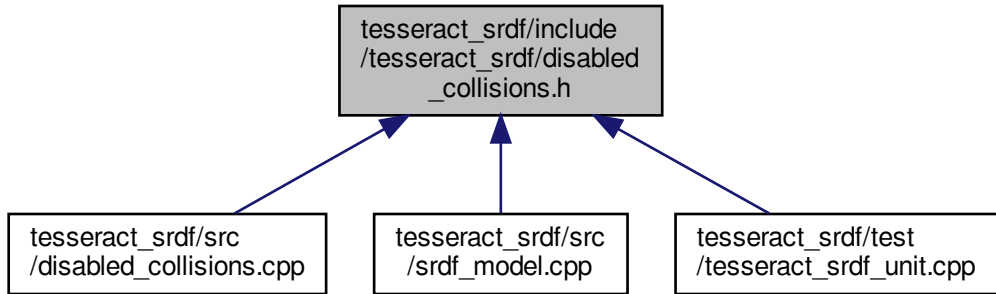 tesseract_srdf/include
/tesseract_srdf/disabled
_collisions.h
tesseract_srdf/src
/disabled_collisions.cpp
tesseract_srdf/src
/srdf_model.cpp
tesseract_srdf/test
/tesseract_srdf_unit.cpp